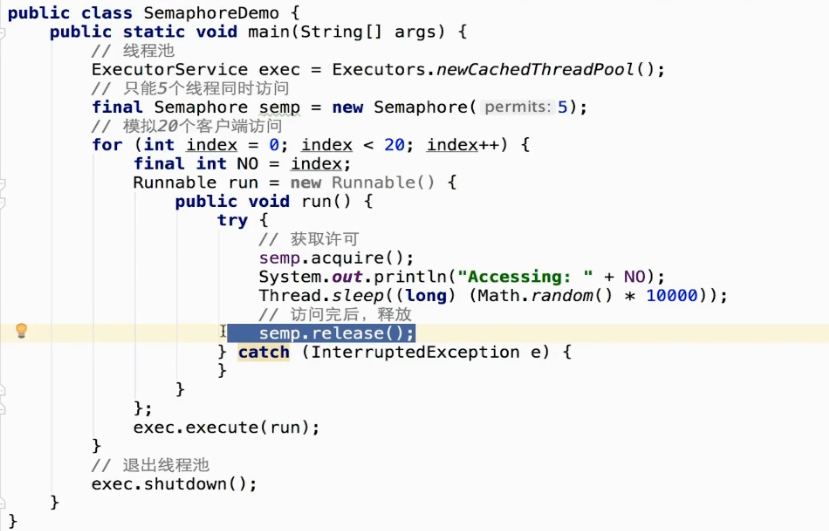 public class SemaphoreDemo {
    public static void main(String[] args) {
        // 线程池
        ExecutorService exec = Executors.newCachedThreadPool();
        // 只能5个线程同时访问
        final Semaphore semp = new Semaphore( permits: 5);
        // 模拟20个客户端访问
        for (int index = 0; index < 20; index++) {
            final int NO = index;
            Runnable run = new Runnable() {
                public void run() {
                    try {
                        // 获取许可
                        semp.acquire();
                        System.out.println("Accessing: " + NO);
                        Thread.sleep((long) (Math.random() * 10000));
                        // 访问完后，释放
                        semp.release();
                    } catch (InterruptedException e) {
                    }
                }
            };
            exec.execute(run);
        }
        // 退出线程池
        exec.shutdown();
    }
}